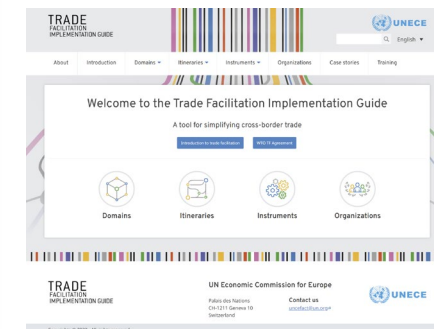 TRADE
FACILITATION
IMPLEMENTATION GUIDE
UNECE
English
About Introduction Domains Itineraries Instruments Organizations Case stories Training
Welcome to the Trade Facilitation Implementation Guide
A tool for simplifying cross-border trade
Introduction to trade facilitation WTO TF Agreement
Domains Itineraries Instruments Organizations
TRADE
FACILITATION
IMPLEMENTATION GUIDE
UN Economic Commission for Europe
Palais des Nations
CH-1211 Geneva 10
Switzerland
Contact us
UNECE